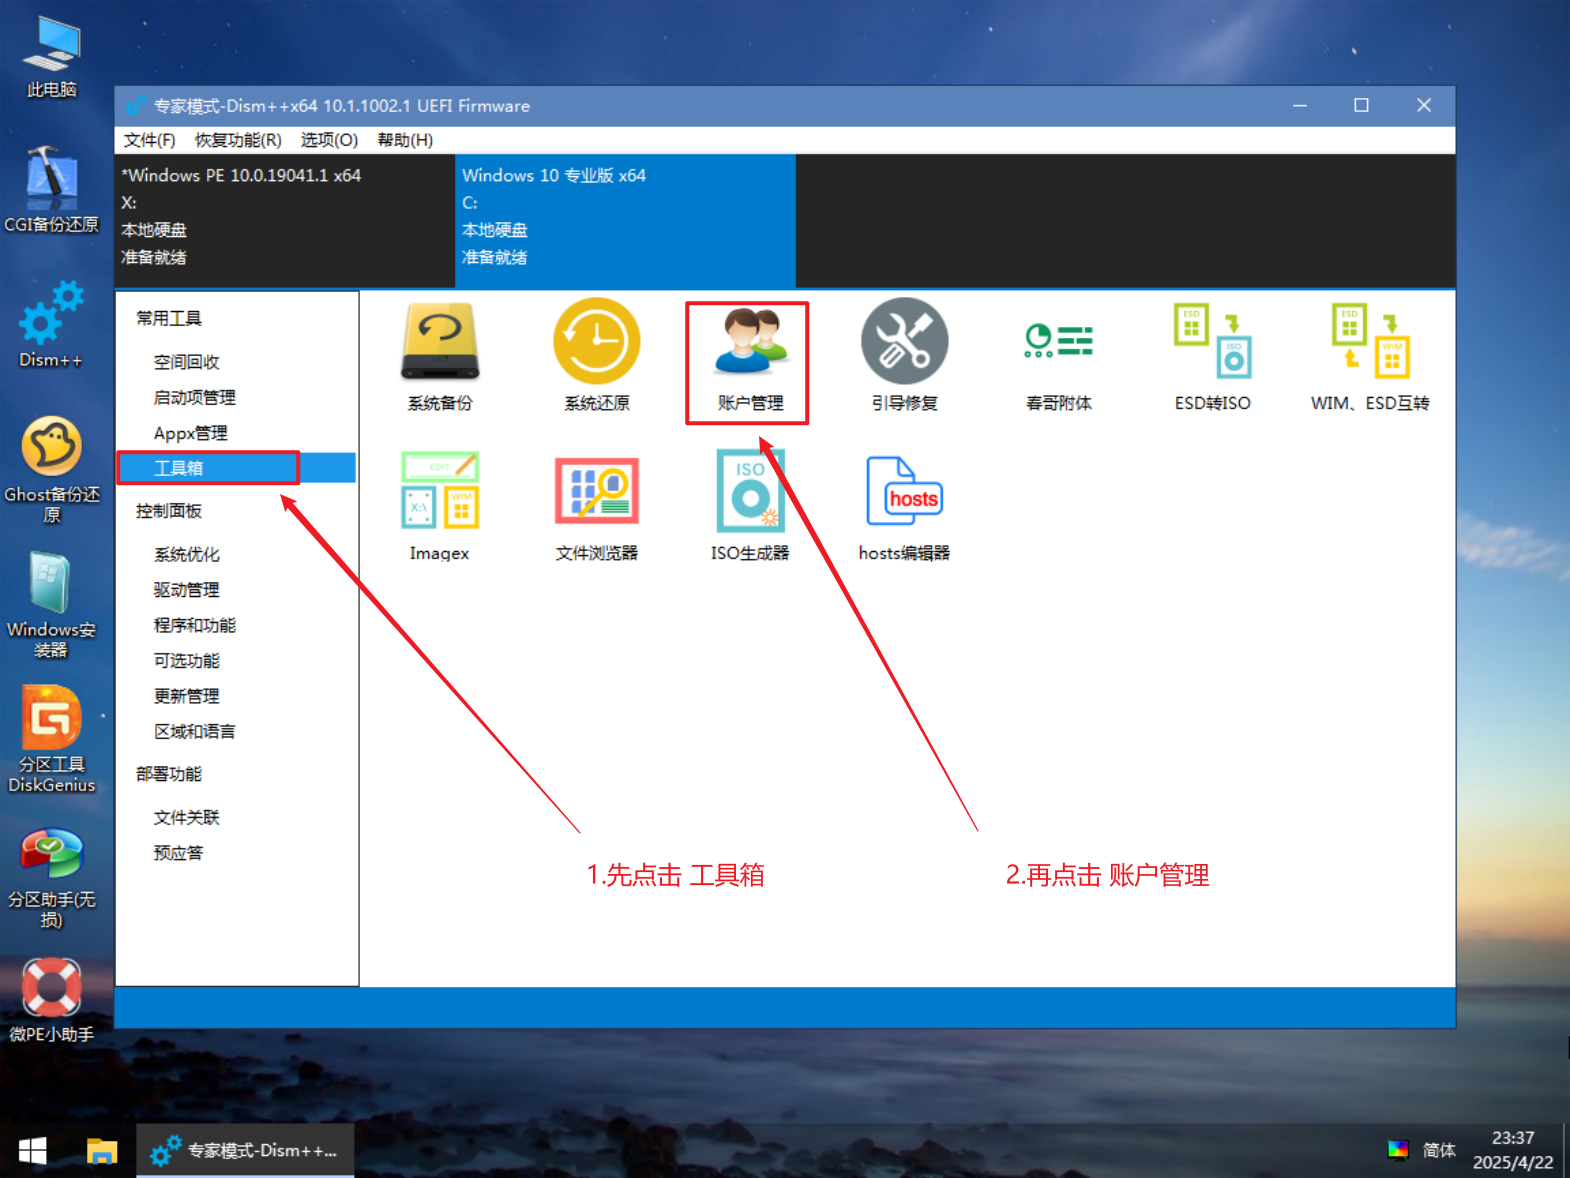 此电脑
CGI备份还原
Dism++
Ghost备份还
原
Windows安
装器
分区工具
DiskGenius
分区助手(无
损)
微PE小助手
专家模式-Dism++x64 10.1.1002.1 UEFI Firmware
文件(F) 恢复功能(R) 选项(O) 帮助(H)
*Windows PE 10.0.19041.1 x64
X:
本地硬盘
准备就绪
Windows 10 专业版 x64
C:
本地硬盘
准备就绪
常用工具
空间回收
启动项管理
Appx管理
工具箱
控制面板
系统优化
驱动管理
程序和功能
可选功能
更新管理
区域和语言
部署功能
文件关联
预应答
系统备份
系统还原
账户管理
引导修复
春哥附体
ESD
ISO
ESD转ISO
ESD
WIM
WIM、ESD互转
EDIT
X:\
WIM
Imagex
文件浏览器
ISO
ISO生成器
hosts
hosts编辑器
1.先点击 工具箱
2.再点击 账户管理
专家模式-Dism++...
简体
23:37
2025/4/22